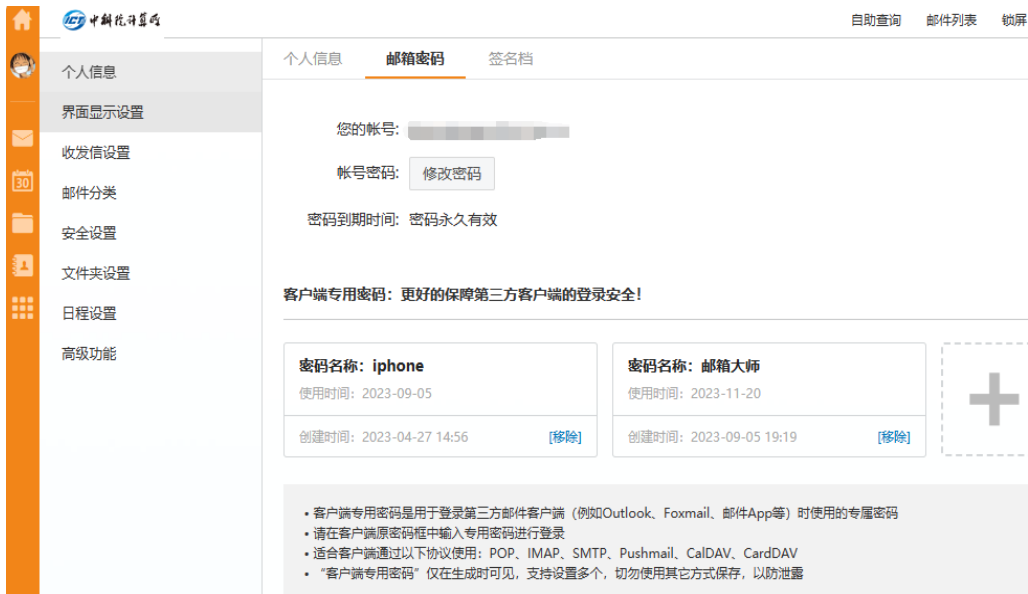 ICT 中科院计算所
自助查询 邮件列表 锁屏
个人信息
界面显示设置
收发信设置
邮件分类
安全设置
文件夹设置
日程设置
高级功能
30
个人信息 邮箱密码 签名档
您的帐号:
帐号密码: 修改密码
密码到期时间: 密码永久有效
客户端专用密码：更好的保障第三方客户端的登录安全！
密码名称：iphone
使用时间：2023-09-05
创建时间：2023-04-27 14:56 [移除]
密码名称：邮箱大师
使用时间：2023-11-20
创建时间：2023-09-05 19:19 [移除]
• 客户端专用密码是用于登录第三方邮件客户端（例如Outlook、Foxmail、邮件App等）时使用的专属密码
• 请在客户端原密码框中输入专用密码进行登录
• 适合客户端通过以下协议使用：POP、IMAP、SMTP、Pushmail、CalDAV、CardDAV
• “客户端专用密码”仅在生成时可见，支持设置多个，切勿使用其它方式保存，以防泄露